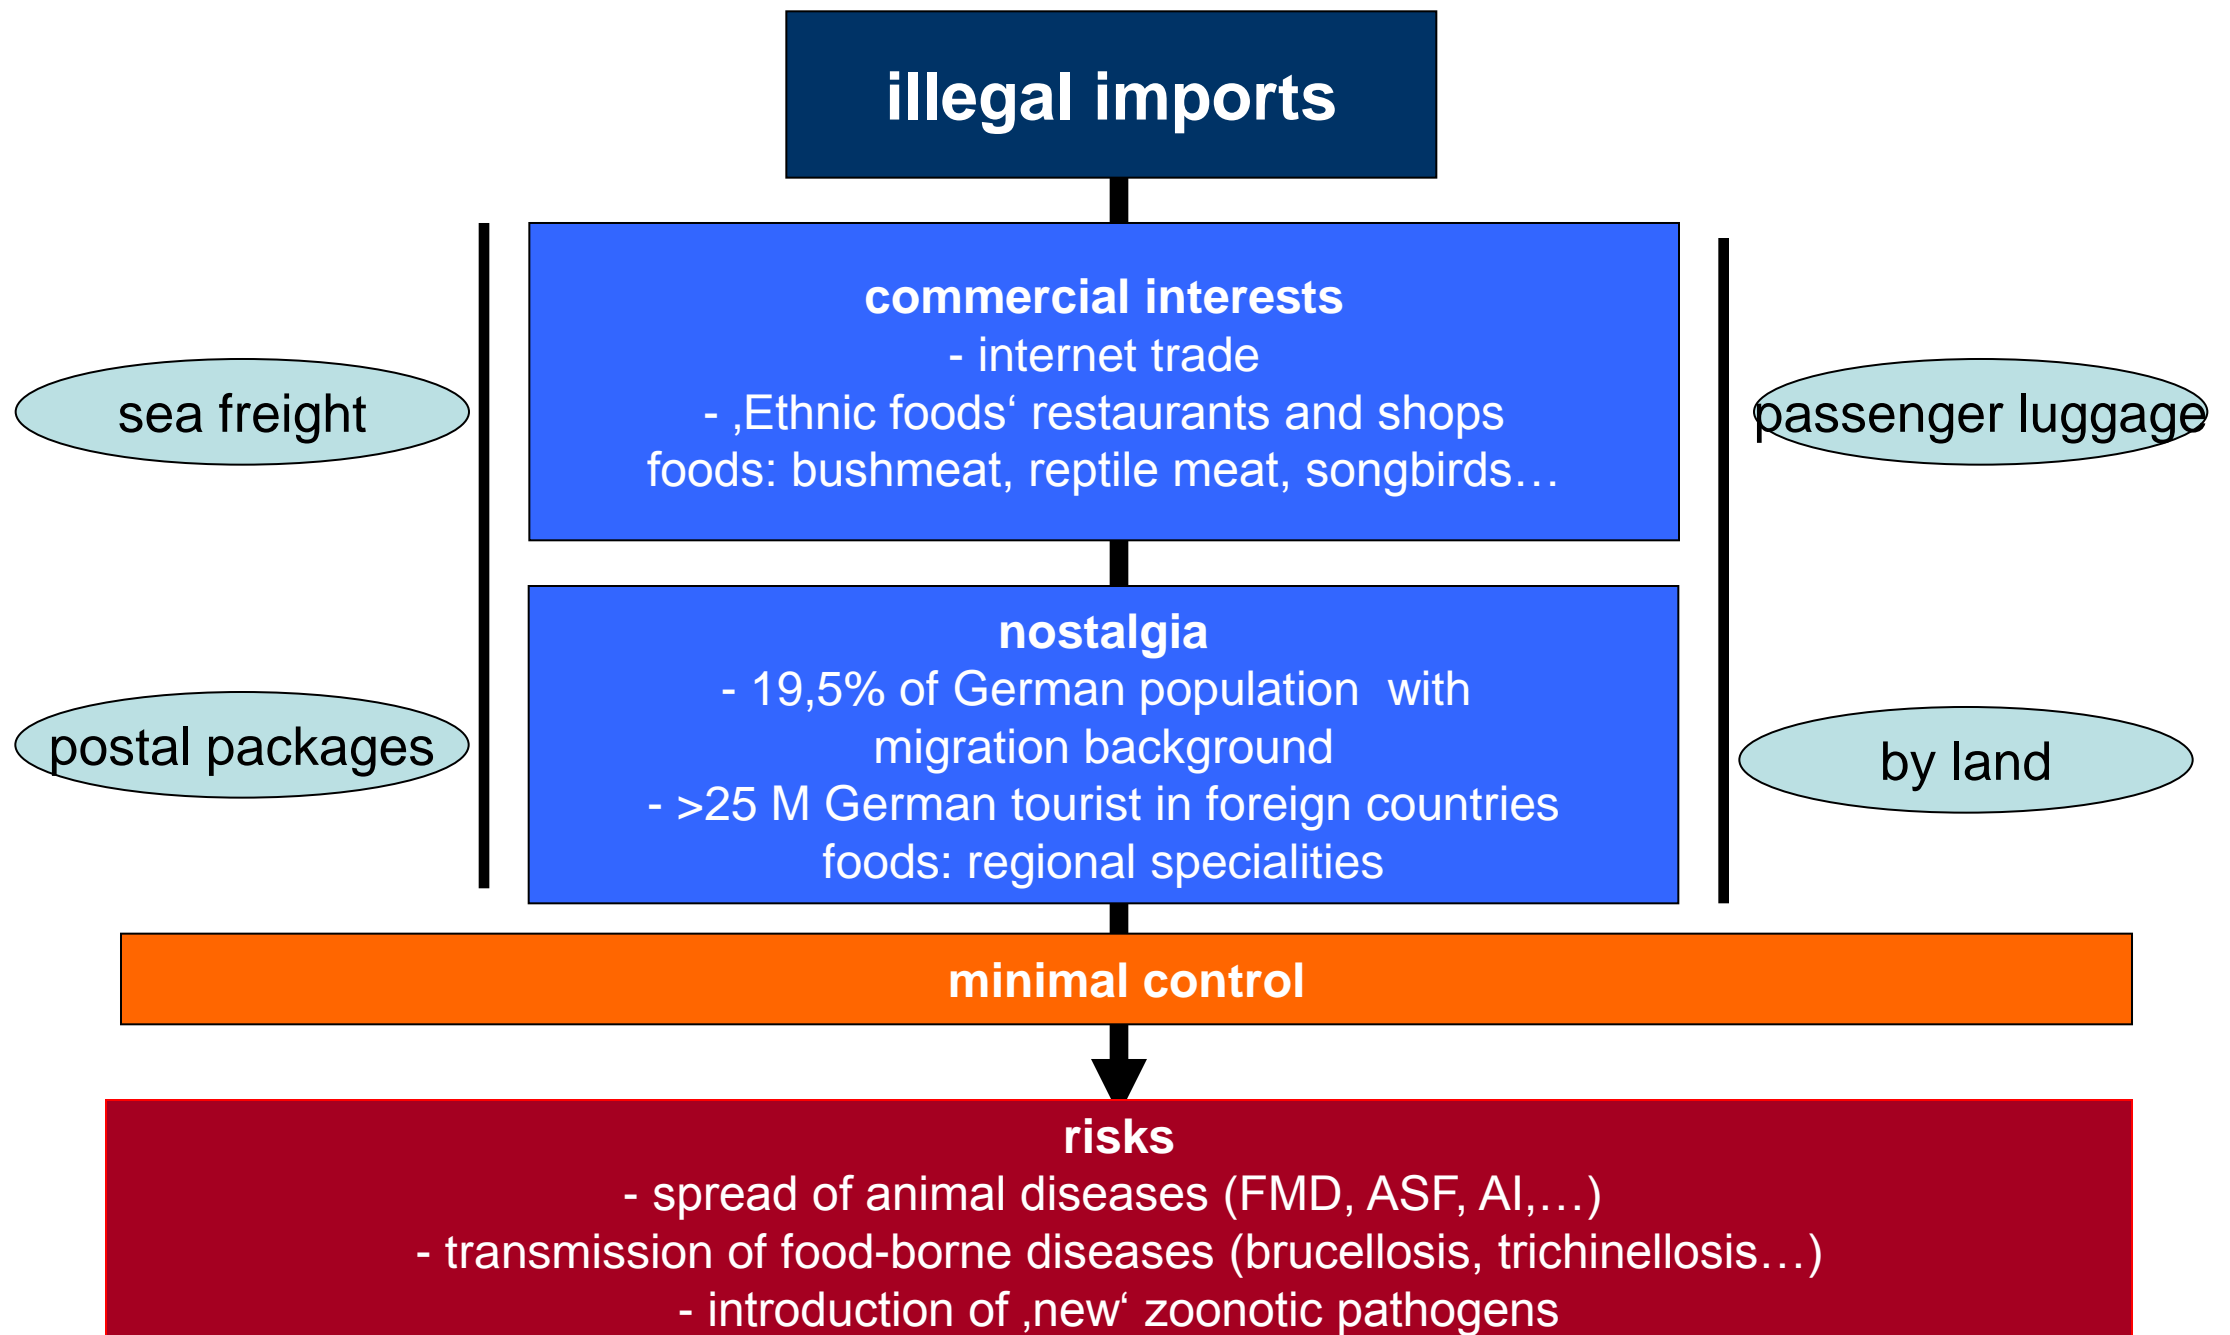 illegal imports
commercial interests
- internet trade
- ‚Ethnic foods‘ restaurants and shops
foods: bushmeat, reptile meat, songbirds…
sea freight
passenger luggage
nostalgia
- 19,5% of German population  with
migration background
- >25 M German tourist in foreign countries
foods: regional specialities
postal packages
by land
minimal control
risks
- spread of animal diseases (FMD, ASF, AI,…)
- transmission of food-borne diseases (brucellosis, trichinellosis…)
- introduction of ‚new‘ zoonotic pathogens